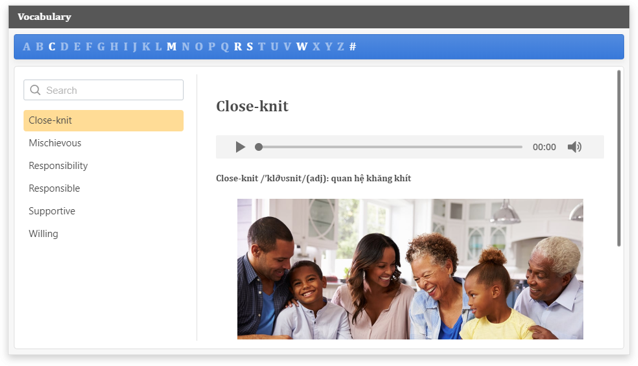 Vocabulary
A B C D E F G H I J K L M N O P Q R S T U V W X Y Z #
Search
Close-knit
Mischievous
Responsibility
Responsible
Supportive
Willing
Close-knit
00:00
Close-knit /ˈkləʊsnit/(adj): quan hệ khăng khít